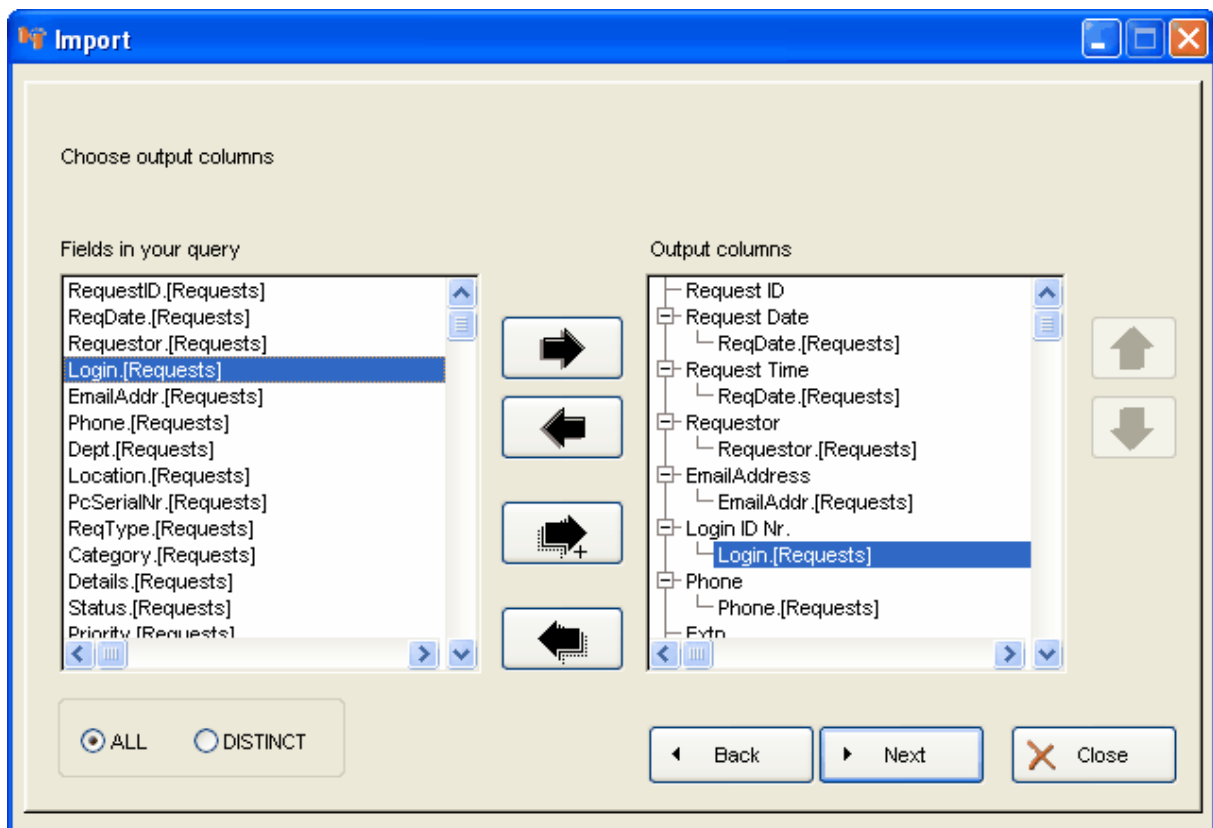 Import
Choose output columns
Fields in your query
RequestID.[Requests]
ReqDate.[Requests]
Requestor.[Requests]
Login.[Requests]
EmailAddr.[Requests]
Phone.[Requests]
Dept.[Requests]
Location.[Requests]
PcSerialNr.[Requests]
ReqType.[Requests]
Category.[Requests]
Details.[Requests]
Status.[Requests]
Priority.[Requests]
Output columns
Request ID
Request Date
ReqDate.[Requests]
Request Time
ReqDate.[Requests]
Requestor
Requestor.[Requests]
EmailAddress
EmailAddr.[Requests]
Login ID Nr.
Login.[Requests]
Phone
Phone.[Requests]
Extn
ALL DISTINCT
Back Next Close